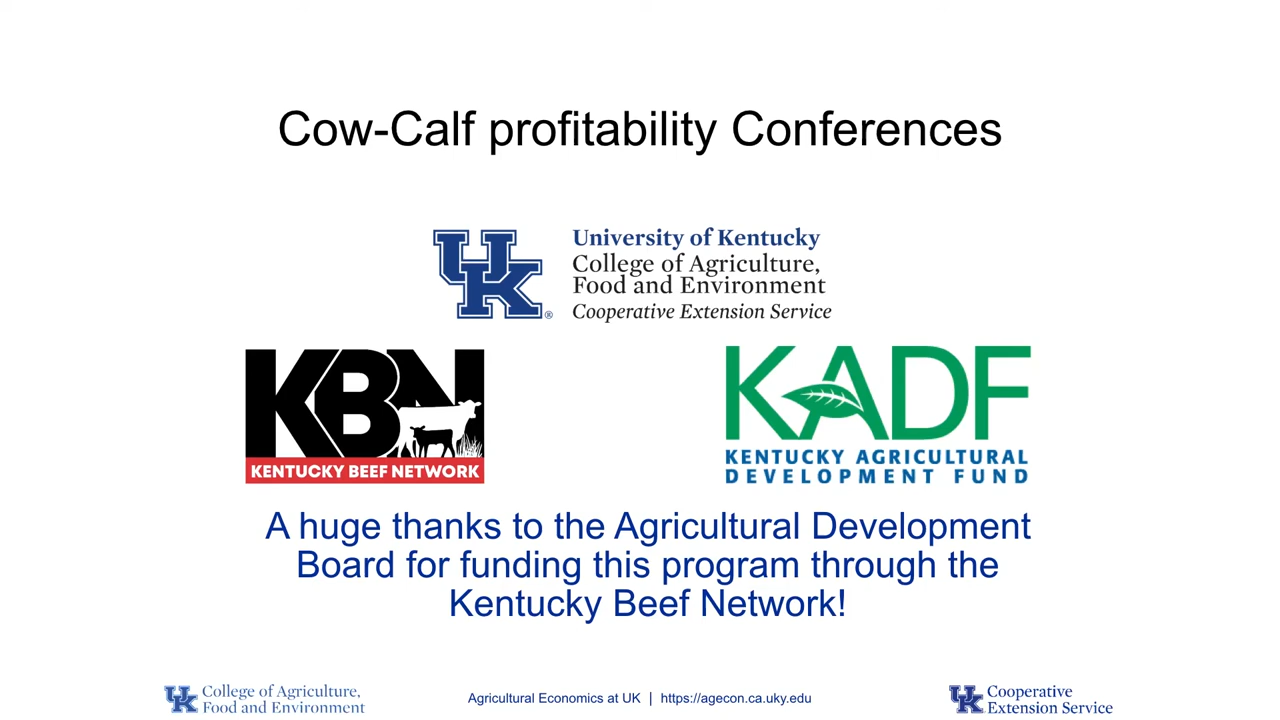 Cow-Calf profitability Conferences
UK®
University of Kentucky
College of Agriculture,
Food and Environment
Cooperative Extension Service
KBN
KENTUCKY BEEF NETWORK
KADF
KENTUCKY AGRICULTURAL
DEVELOPMENT FUND
A huge thanks to the Agricultural Development
Board for funding this program through the
Kentucky Beef Network!
UK College of Agriculture,
Food and Environment
Agricultural Economics at UK | https://agecon.ca.uky.edu
UK Cooperative
Extension Service